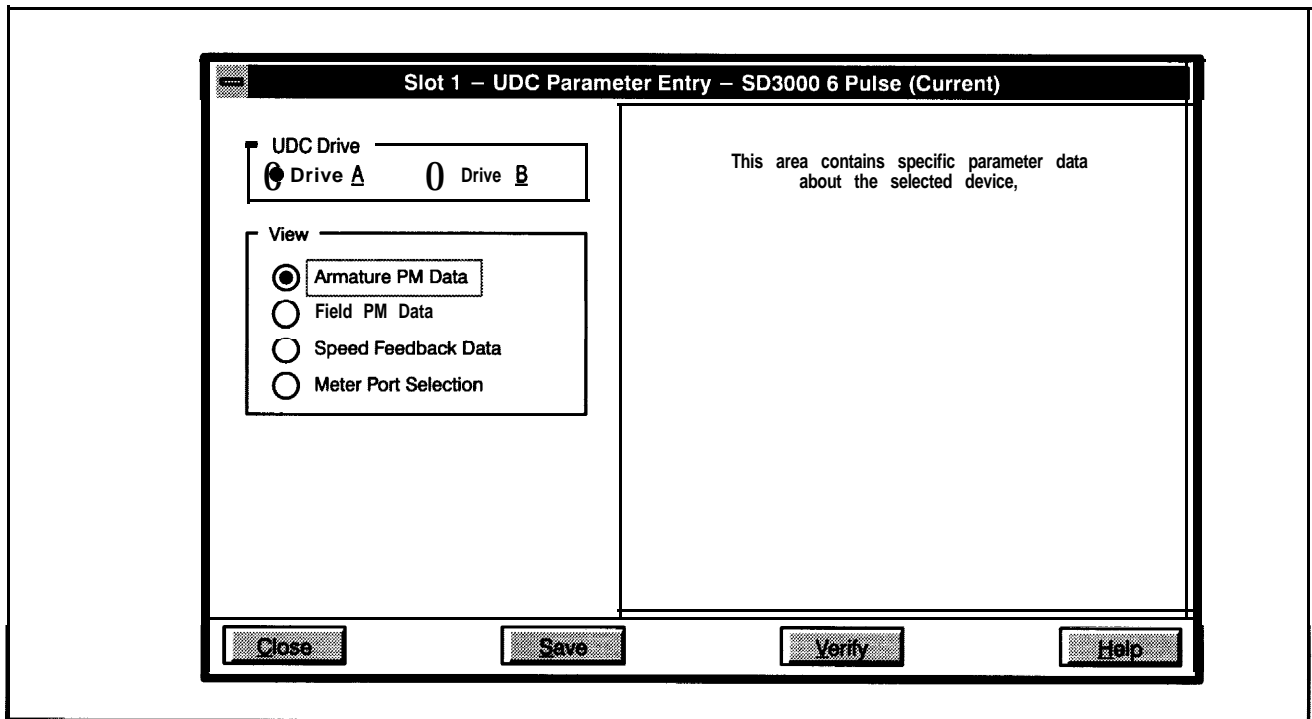 Slot 1 – UDC Parameter Entry – SD3000 6 Pulse (Current)
UDC Drive
Drive A
Drive B
View
Armature PM Data
Field PM Data
Speed Feedback Data
Meter Port Selection
This area contains specific parameter data
about the selected device,
Close
Save
Verify
Help